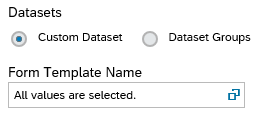 Datasets
Custom Dataset Dataset Groups
Form Template Name
All values are selected.